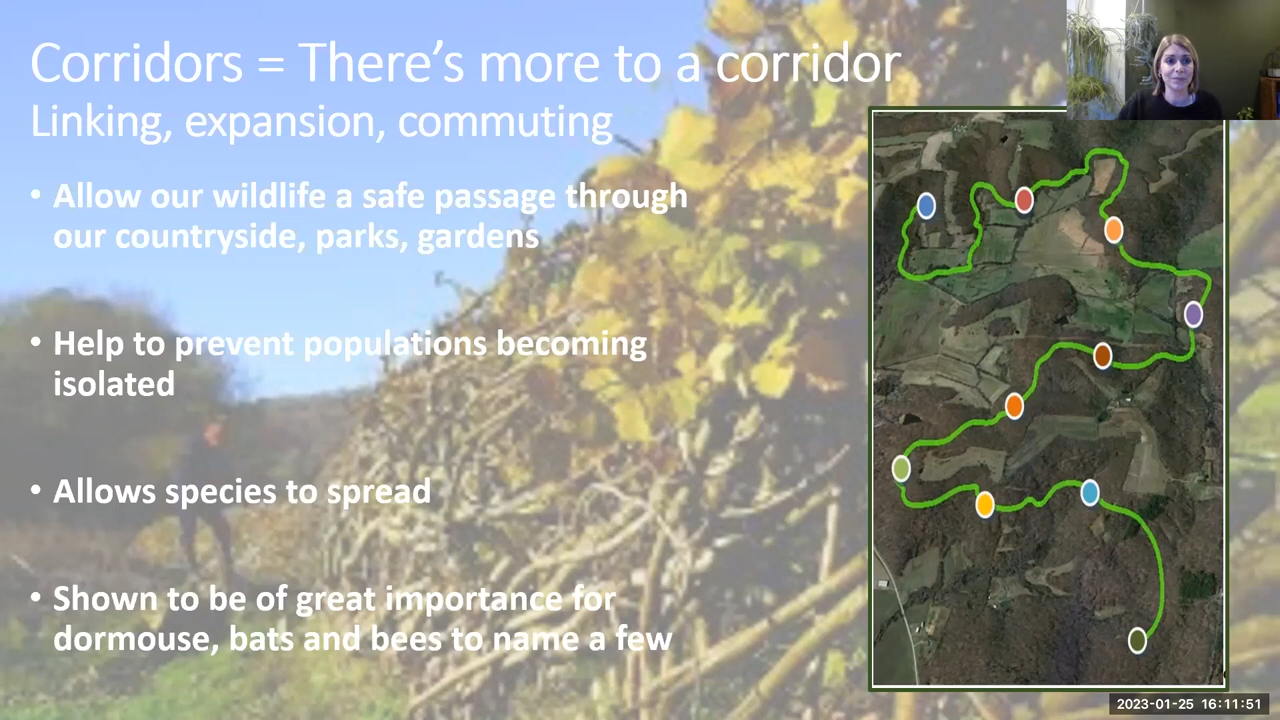 Corridors = There’s more to a corridor
Linking, expansion, commuting
• Allow our wildlife a safe passage through
our countryside, parks, gardens
• Help to prevent populations becoming
isolated
• Allows species to spread
• Shown to be of great importance for
dormouse, bats and bees to name a few
2023-01-25 16:11:51